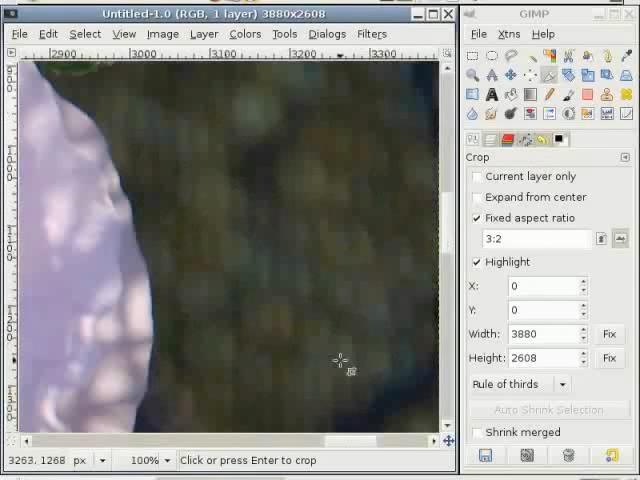 Untitled-1.0 (RGB, 1 layer) 3880x2608
File Edit Select View Image Layer Colors Tools Dialogs Filters
2900 3000 3100 3200 3300
3263, 1268 px 100% Click or press Enter to crop
GIMP
File Xtns Help
Crop
Current layer only
Expand from center
Fixed aspect ratio
3:2
Highlight
X: 0
Y: 0
Width: 3880 Fix
Height: 2608 Fix
Rule of thirds
Auto Shrink Selection
Shrink merged